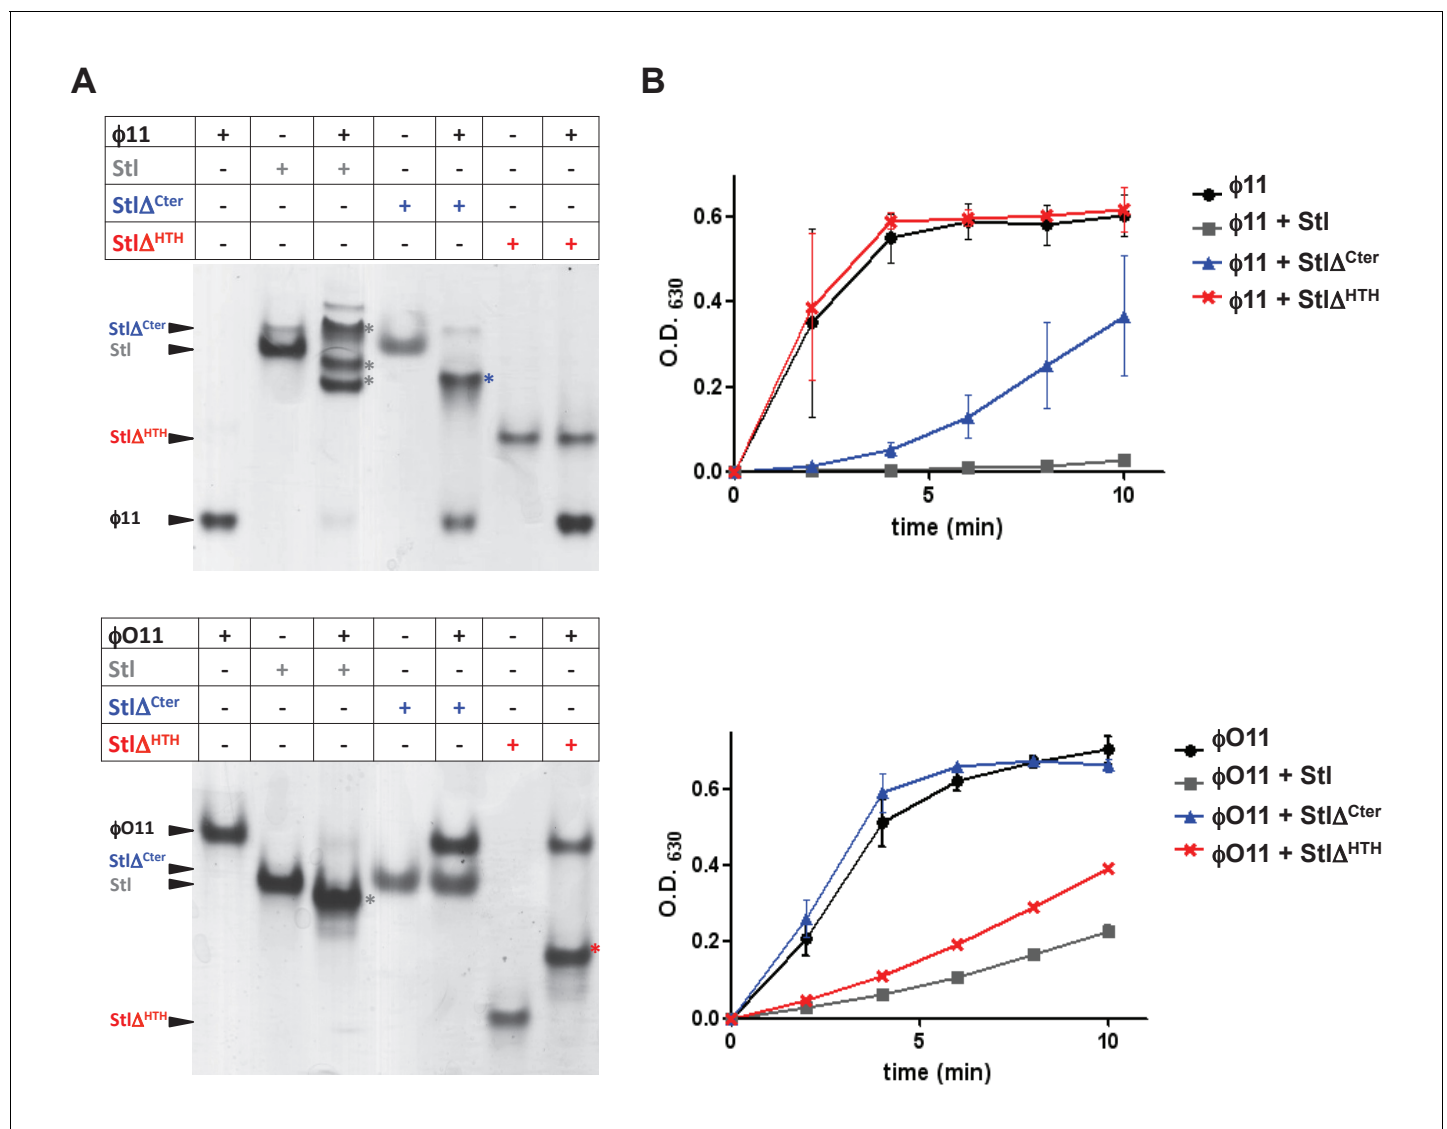 A
ϕ11 + - + - + - +
Stl - + + - - - -
StlΔCter - - - + + - -
StlΔHTH - - - - - + +
StlΔCter
Stl
*
*
*
*
StlΔHTH
ϕ11
ϕO11 + - + - + - +
Stl - + + - - - -
StlΔCter - - - + + - -
StlΔHTH - - - - - + +
ϕO11
StlΔCter
Stl
*
*
StlΔHTH
B
O.D. 630
0.6
0.4
0.2
0.0
0 5 10
time (min)
ϕ11
ϕ11 + Stl
ϕ11 + StlΔCter
ϕ11 + StlΔHTH
O.D. 630
0.6
0.4
0.2
0.0
0 5 10
time (min)
ϕO11
ϕO11 + Stl
ϕO11 + StlΔCter
ϕO11 + StlΔHTH